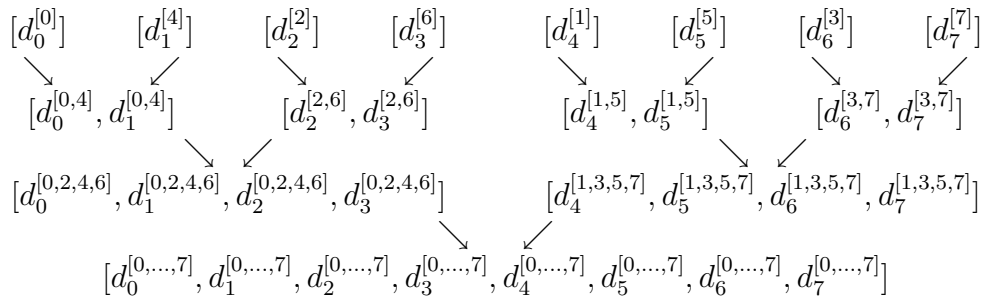 [d_0^{[0]}] [d_1^{[4]}] [d_2^{[2]}] [d_3^{[6]}] [d_4^{[1]}] [d_5^{[5]}] [d_6^{[3]}] [d_7^{[7]}]
[d_0^{[0,4]}, d_1^{[0,4]}] [d_2^{[2,6]}, d_3^{[2,6]}] [d_4^{[1,5]}, d_5^{[1,5]}] [d_6^{[3,7]}, d_7^{[3,7]}]
[d_0^{[0,2,4,6]}, d_1^{[0,2,4,6]}, d_2^{[0,2,4,6]}, d_3^{[0,2,4,6]}] [d_4^{[1,3,5,7]}, d_5^{[1,3,5,7]}, d_6^{[1,3,5,7]}, d_7^{[1,3,5,7]}]
[d_0^{[0,...,7]}, d_1^{[0,...,7]}, d_2^{[0,...,7]}, d_3^{[0,...,7]}, d_4^{[0,...,7]}, d_5^{[0,...,7]}, d_6^{[0,...,7]}, d_7^{[0,...,7]}]